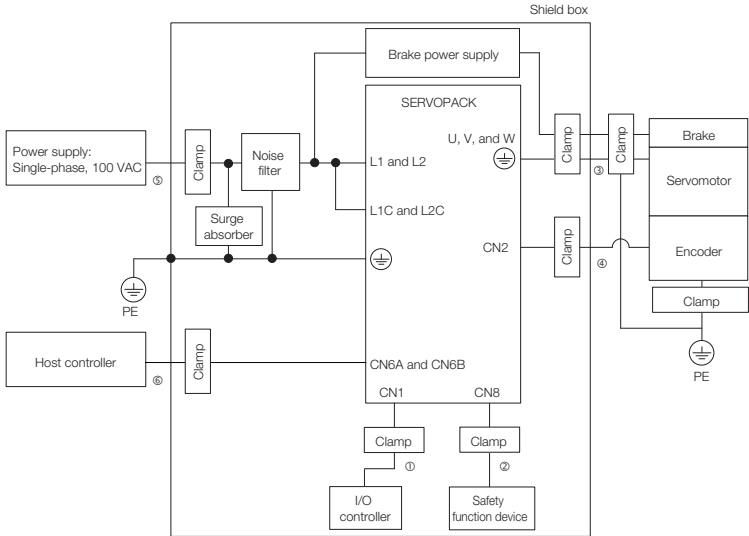 Shield box
Brake power supply
SERVOPACK
U, V, and W
Clamp
Clamp
Brake
Servomotor
Encoder
Clamp
③
Power supply:
Single-phase, 100 VAC
⑤
Clamp
Noise
filter
L1 and L2
L1C and L2C
Surge
absorber
CN2
Clamp
④
PE
PE
Host controller
⑥
Clamp
CN6A and CN6B
CN1
CN8
Clamp
①
Clamp
②
I/O
controller
Safety
function device